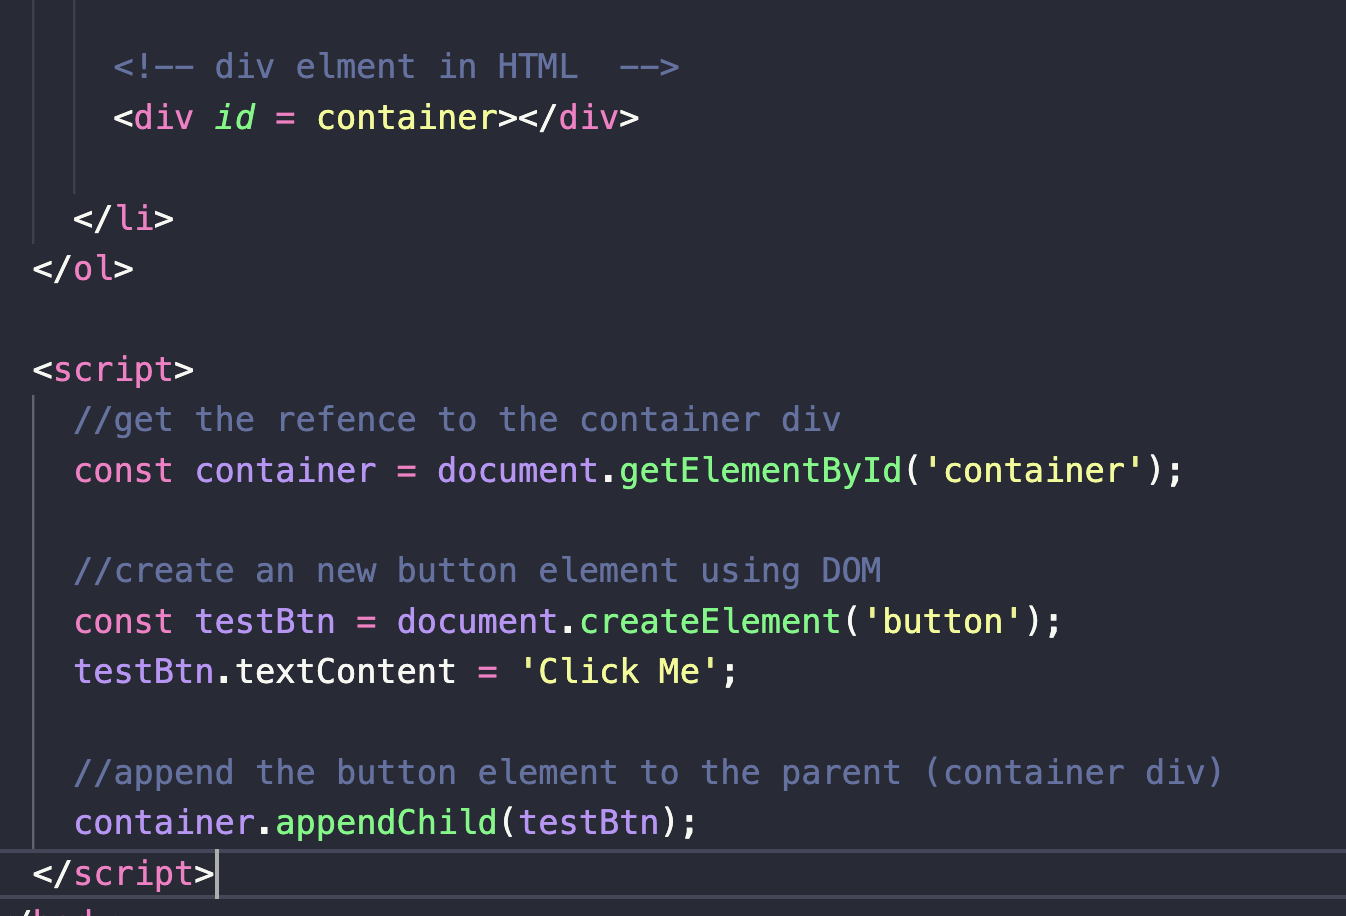 <!-- div elment in HTML  -->
<div id = container></div>
</li>
</ol>
<script>
//get the refence to the container div
const container = document.getElementById('container');
//create an new button element using DOM
const testBtn = document.createElement('button');
testBtn.textContent = 'Click Me';
//append the button element to the parent (container div)
container.appendChild(testBtn);
</script>